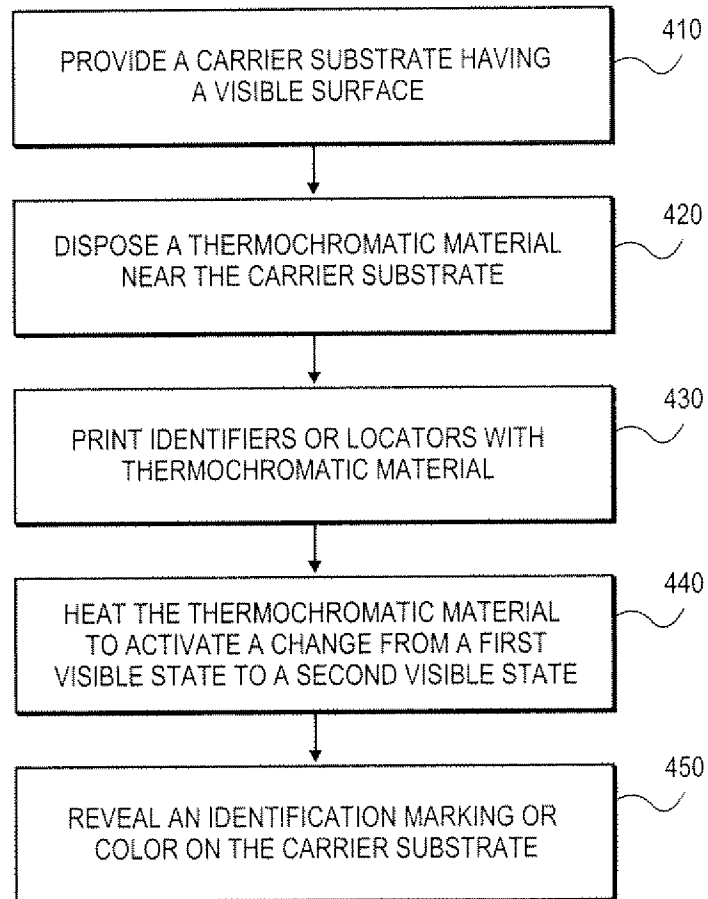 410
PROVIDE A CARRIER SUBSTRATE HAVING
A VISIBLE SURFACE
420
DISPOSE A THERMOCHROMATIC MATERIAL
NEAR THE CARRIER SUBSTRATE
430
PRINT IDENTIFIERS OR LOCATORS WITH
THERMOCHROMATIC MATERIAL
440
HEAT THE THERMOCHROMATIC MATERIAL
TO ACTIVATE A CHANGE FROM A FIRST
VISIBLE STATE TO A SECOND VISIBLE STATE
450
REVEAL AN IDENTIFICATION MARKING OR
COLOR ON THE CARRIER SUBSTRATE